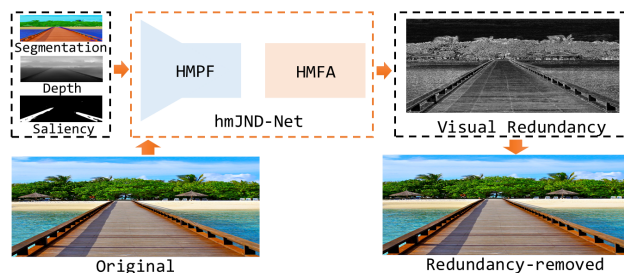 Segmentation
Depth
Saliency
HMPF
HMFA
hmJND-Net
Visual Redundancy
Original
Redundancy-removed